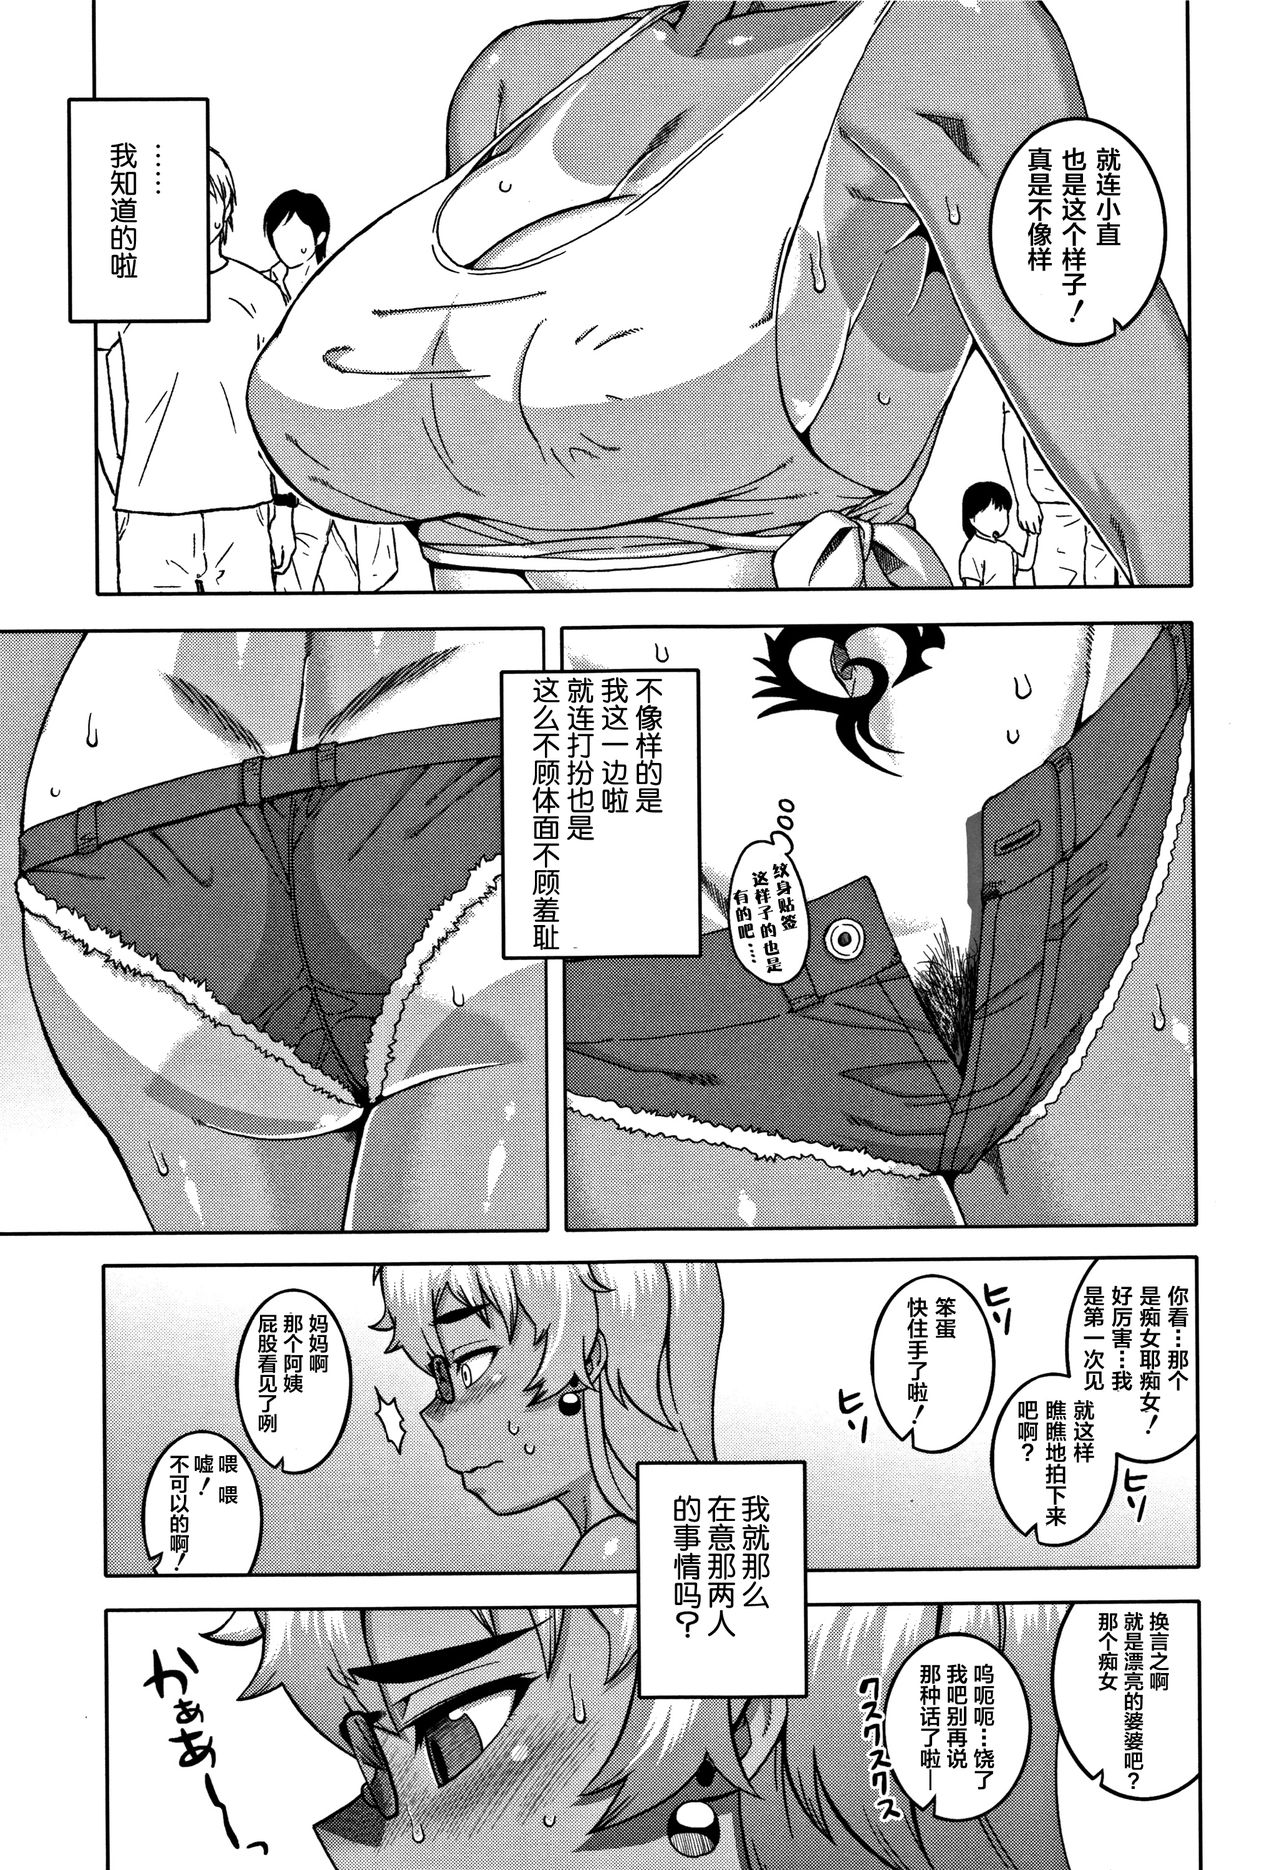 就连小直
也是这个样子！
真是不像样
……
我知道的啦
不像样的是
我这一边啦
就连打扮也是
这么不顾体面不顾羞耻
纹身贴签
这样子的也是
有的吧……
你看…那个
是痴女耶痴女！
好厉害…我
是第一次见
就这样
瞧瞧地拍下来
吧啊？
笨蛋
快住手了啦！
ヒソ
ヒソ
ヒソ
妈妈啊
那个阿姨
屁股看见了咧
喂 喂
嘘！
不可以的啊！
我就那么
在意那两人
的事情吗？
换言之啊
就是漂亮的婆婆吧？
那个痴女
呜呃呃…饶了
我吧别再说
那种话了啦—
クスクスクス
かぁぁあ～っ